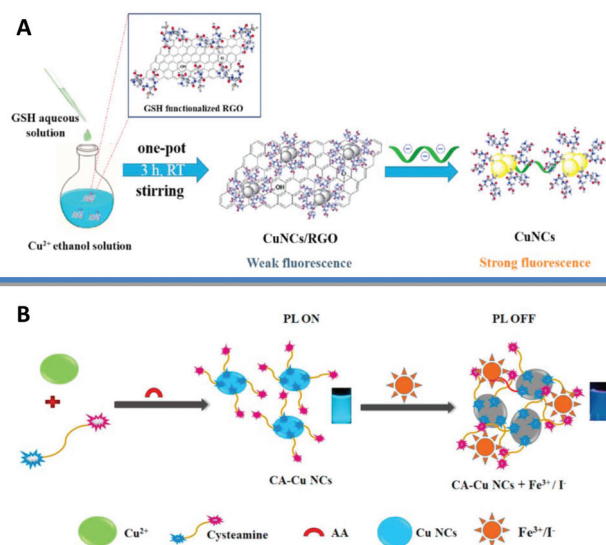 A
GSH aqueous
solution
Cu²⁺ ethanol solution
GSH functionalized RGO
OH
one-pot
3 h, RT
stirring
OH
CuNCs/RGO
Weak fluorescence
CuNCs
Strong fluorescence
B
PL ON
PL OFF
CA-Cu NCs
CA-Cu NCs + Fe³⁺/ I⁻
Cu²⁺
Cysteamine
AA
Cu NCs
Fe³⁺/I⁻